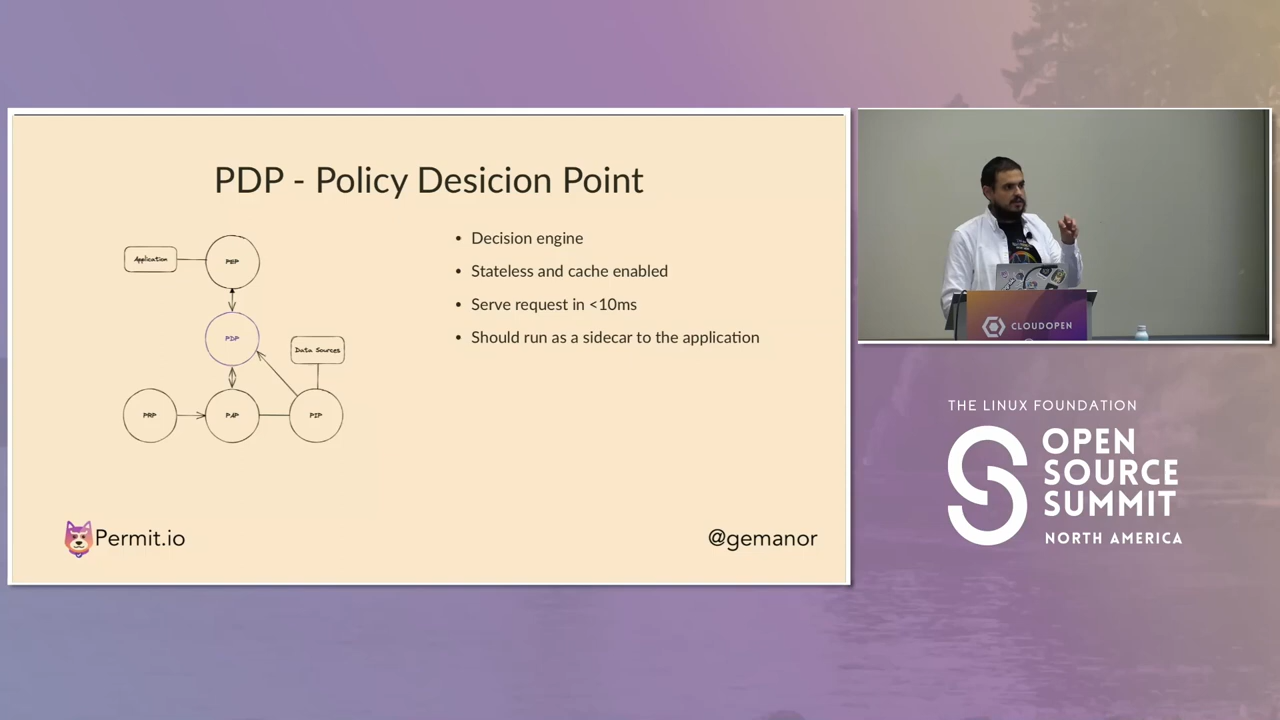 PDP - Policy Desicion Point
Application
PEP
PDP
Data Sources
PRP
PAP
PIP
• Decision engine
• Stateless and cache enabled
• Serve request in <10ms
• Should run as a sidecar to the application
Permit.io
@gemanor
CLOUDOPEN
THE LINUX FOUNDATION
OPEN
SOURCE
SUMMIT
NORTH AMERICA